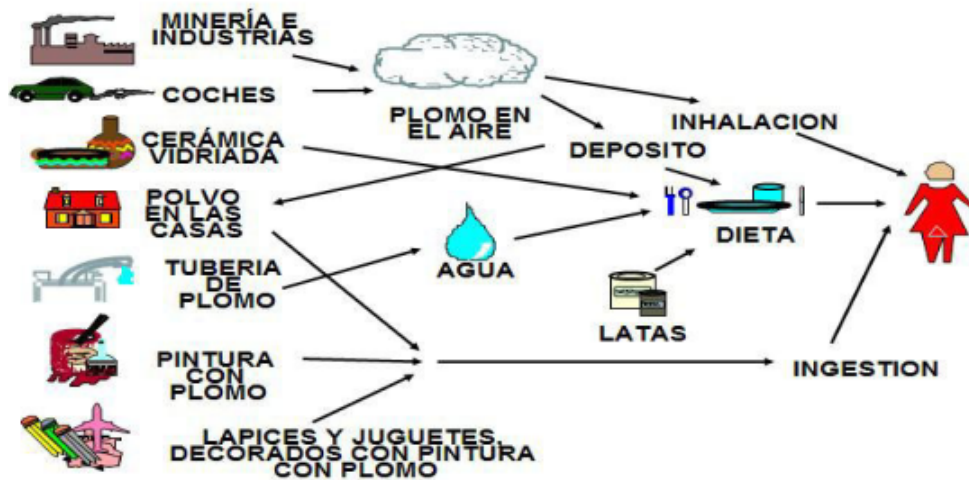 MINERÍA E
INDUSTRIAS
COCHES
CERÁMICA
VIDRIADA
POLVO
EN LAS
CASAS
TUBERIA
DE
PLOMO
PINTURA
CON
PLOMO
LAPICES Y JUGUETES,
DECORADOS CON PINTURA
CON PLOMO
PLOMO EN
EL AIRE
AGUA
INHALACION
DEPOSITO
DIETA
LATAS
INGESTION